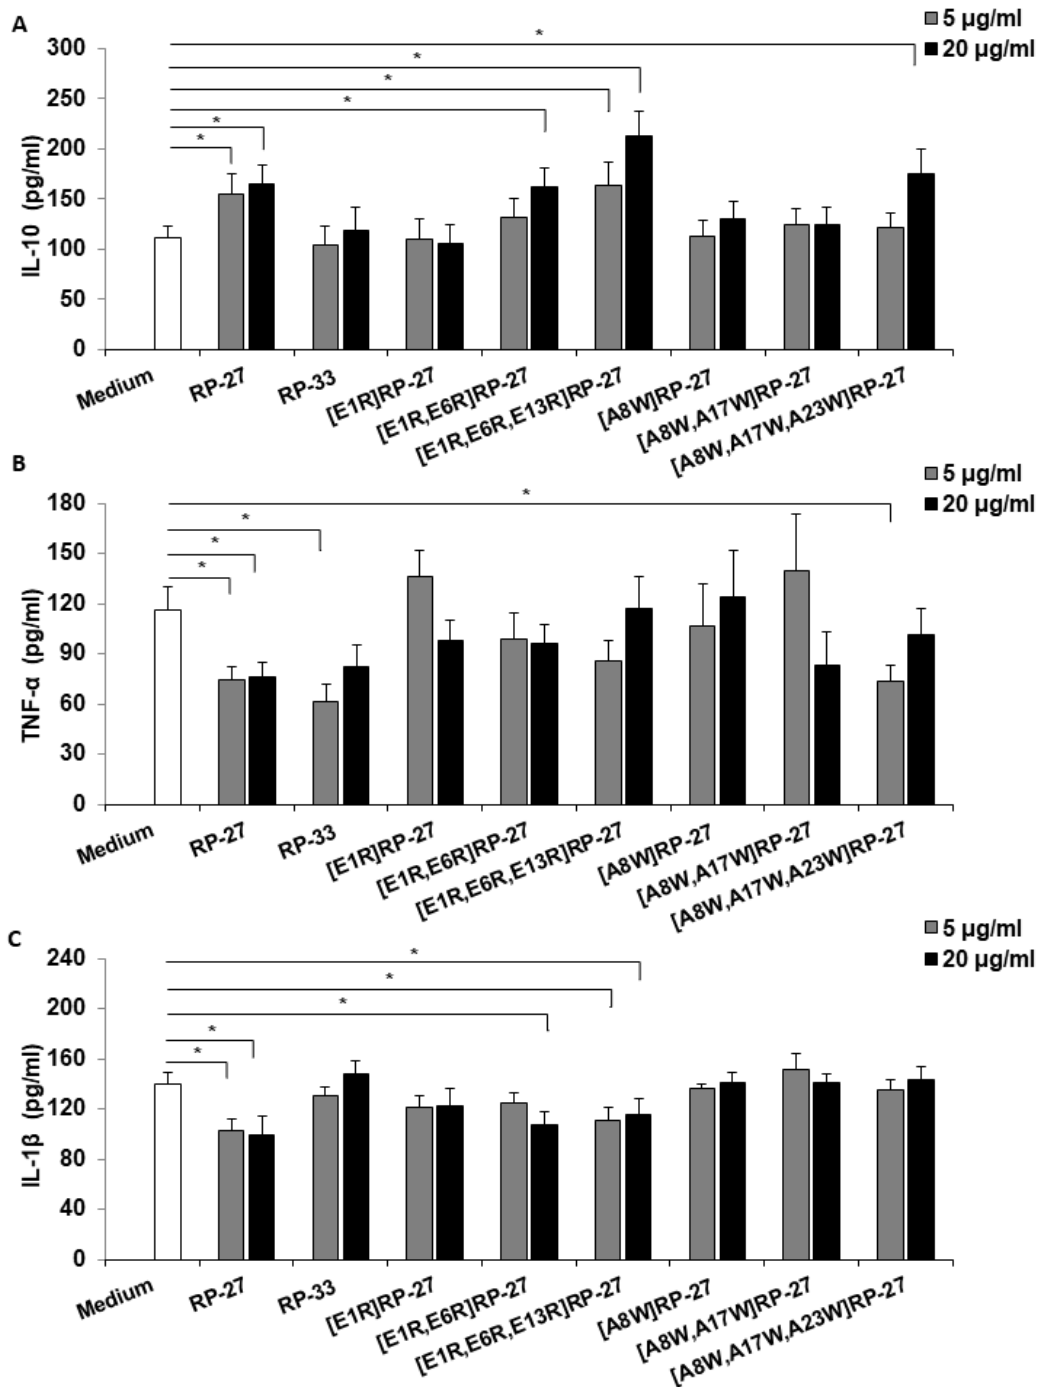 A
5 µg/ml
20 µg/ml
300
250
200
150
100
50
0
IL-10 (pg/ml)
*
*
*
*
*
*
Medium
RP-27
RP-33
[E1R]RP-27
[E1R,E6R]RP-27
[E1R,E6R,E13R]RP-27
[A8W]RP-27
[A8W,A17W]RP-27
[A8W,A17W,A23W]RP-27
B
5 µg/ml
20 µg/ml
180
150
120
90
60
30
0
TNF-α (pg/ml)
*
*
*
*
Medium
RP-27
RP-33
[E1R]RP-27
[E1R,E6R]RP-27
[E1R,E6R,E13R]RP-27
[A8W]RP-27
[A8W,A17W]RP-27
[A8W,A17W,A23W]RP-27
C
5 µg/ml
20 µg/ml
240
200
160
120
80
40
0
IL-1β (pg/ml)
*
*
*
*
*
Medium
RP-27
RP-33
[E1R]RP-27
[E1R,E6R]RP-27
[E1R,E6R,E13R]RP-27
[A8W]RP-27
[A8W,A17W]RP-27
[A8W,A17W,A23W]RP-27